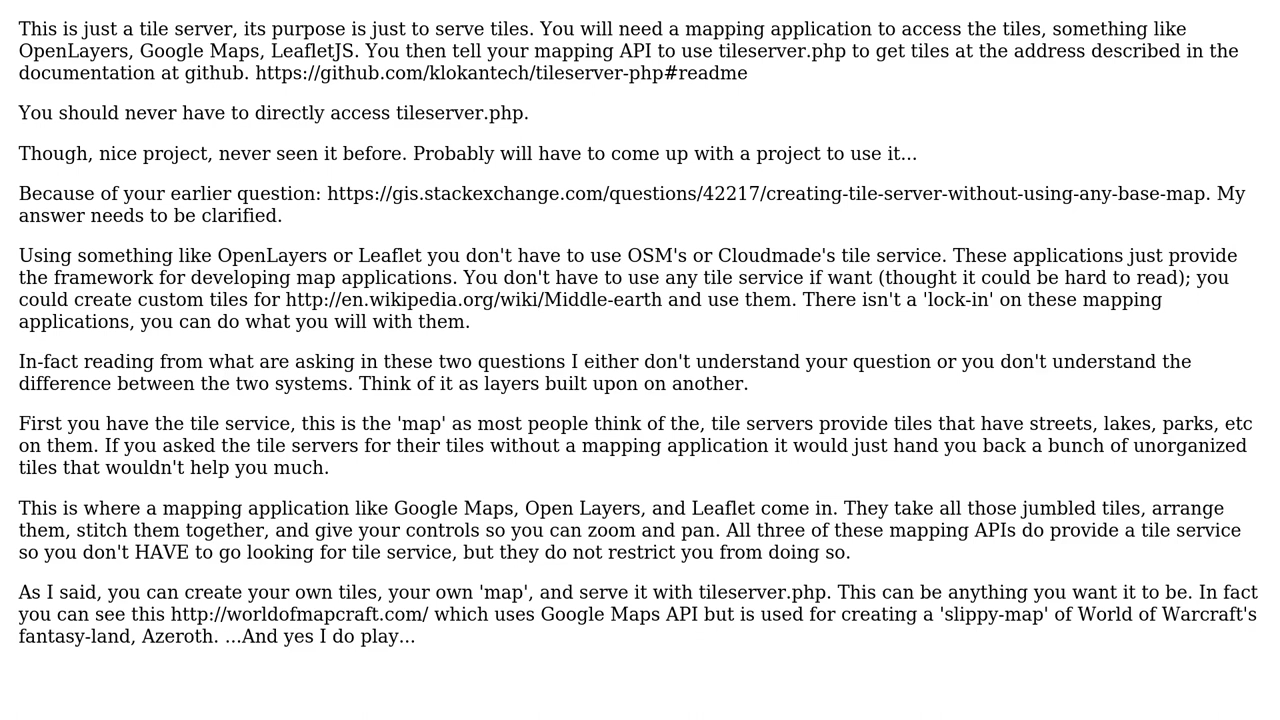 This is just a tile server, its purpose is just to serve tiles. You will need a mapping application to access the tiles, something like
OpenLayers, Google Maps, LeafletJS. You then tell your mapping API to use tileserver.php to get tiles at the address described in the
documentation at github. https://github.com/klokantech/tileserver-php#readme
You should never have to directly access tileserver.php.
Though, nice project, never seen it before. Probably will have to come up with a project to use it...
Because of your earlier question: https://gis.stackexchange.com/questions/42217/creating-tile-server-without-using-any-base-map. My
answer needs to be clarified.
Using something like OpenLayers or Leaflet you don't have to use OSM's or Cloudmade's tile service. These applications just provide
the framework for developing map applications. You don't have to use any tile service if want (thought it could be hard to read); you
could create custom tiles for http://en.wikipedia.org/wiki/Middle-earth and use them. There isn't a 'lock-in' on these mapping
applications, you can do what you will with them.
In-fact reading from what are asking in these two questions I either don't understand your question or you don't understand the
difference between the two systems. Think of it as layers built upon on another.
First you have the tile service, this is the 'map' as most people think of the, tile servers provide tiles that have streets, lakes, parks, etc
on them. If you asked the tile servers for their tiles without a mapping application it would just hand you back a bunch of unorganized
tiles that wouldn't help you much.
This is where a mapping application like Google Maps, Open Layers, and Leaflet come in. They take all those jumbled tiles, arrange
them, stitch them together, and give your controls so you can zoom and pan. All three of these mapping APIs do provide a tile service
so you don't HAVE to go looking for tile service, but they do not restrict you from doing so.
As I said, you can create your own tiles, your own 'map', and serve it with tileserver.php. This can be anything you want it to be. In fact
you can see this http://worldofmapcraft.com/ which uses Google Maps API but is used for creating a 'slippy-map' of World of Warcraft's
fantasy-land, Azeroth. ...And yes I do play...